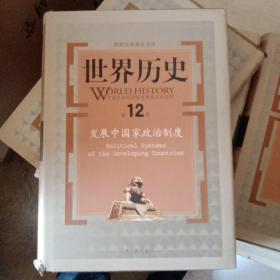 世界历史
WORLD HISTORY
第12册
发展中国家政治制度
Political Systems
of the Developing Countries